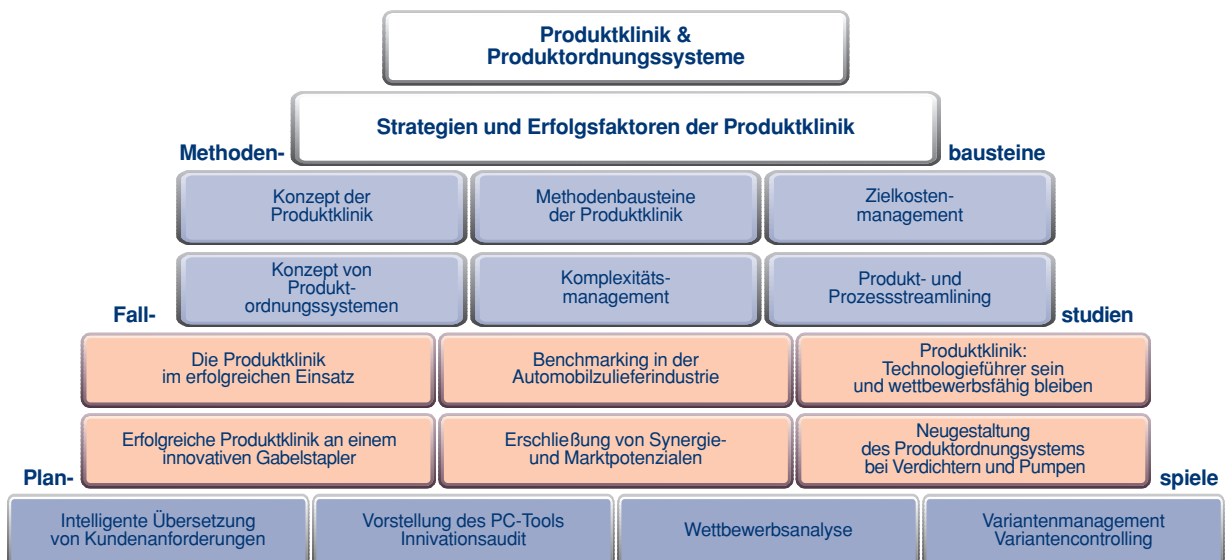 Produktklinik &
Produktordnungssysteme
Strategien und Erfolgsfaktoren der Produktklinik
Methoden-
bausteine
Konzept der
Produktklinik
Methodenbausteine
der Produktklinik
Zielkosten-
management
Konzept von
Produkt-
ordnungssystemen
Komplexitäts-
management
Produkt- und
Prozessstreamlining
Fall-
studien
Die Produktklinik
im erfolgreichen Einsatz
Benchmarking in der
Automobilzulieferindustrie
Produktklinik:
Technologieführer sein
und wettbewerbsfähig bleiben
Erfolgreiche Produktklinik an einem
innovativen Gabelstapler
Erschließung von Synergie-
und Marktpotenzialen
Neugestaltung
des Produktordnungsystems
bei Verdichtern und Pumpen
Plan-
spiele
Intelligente Übersetzung
von Kundenanforderungen
Vorstellung des PC-Tools
Innivationsaudit
Wettbewerbsanalyse
Variantenmanagement
Variantencontrolling